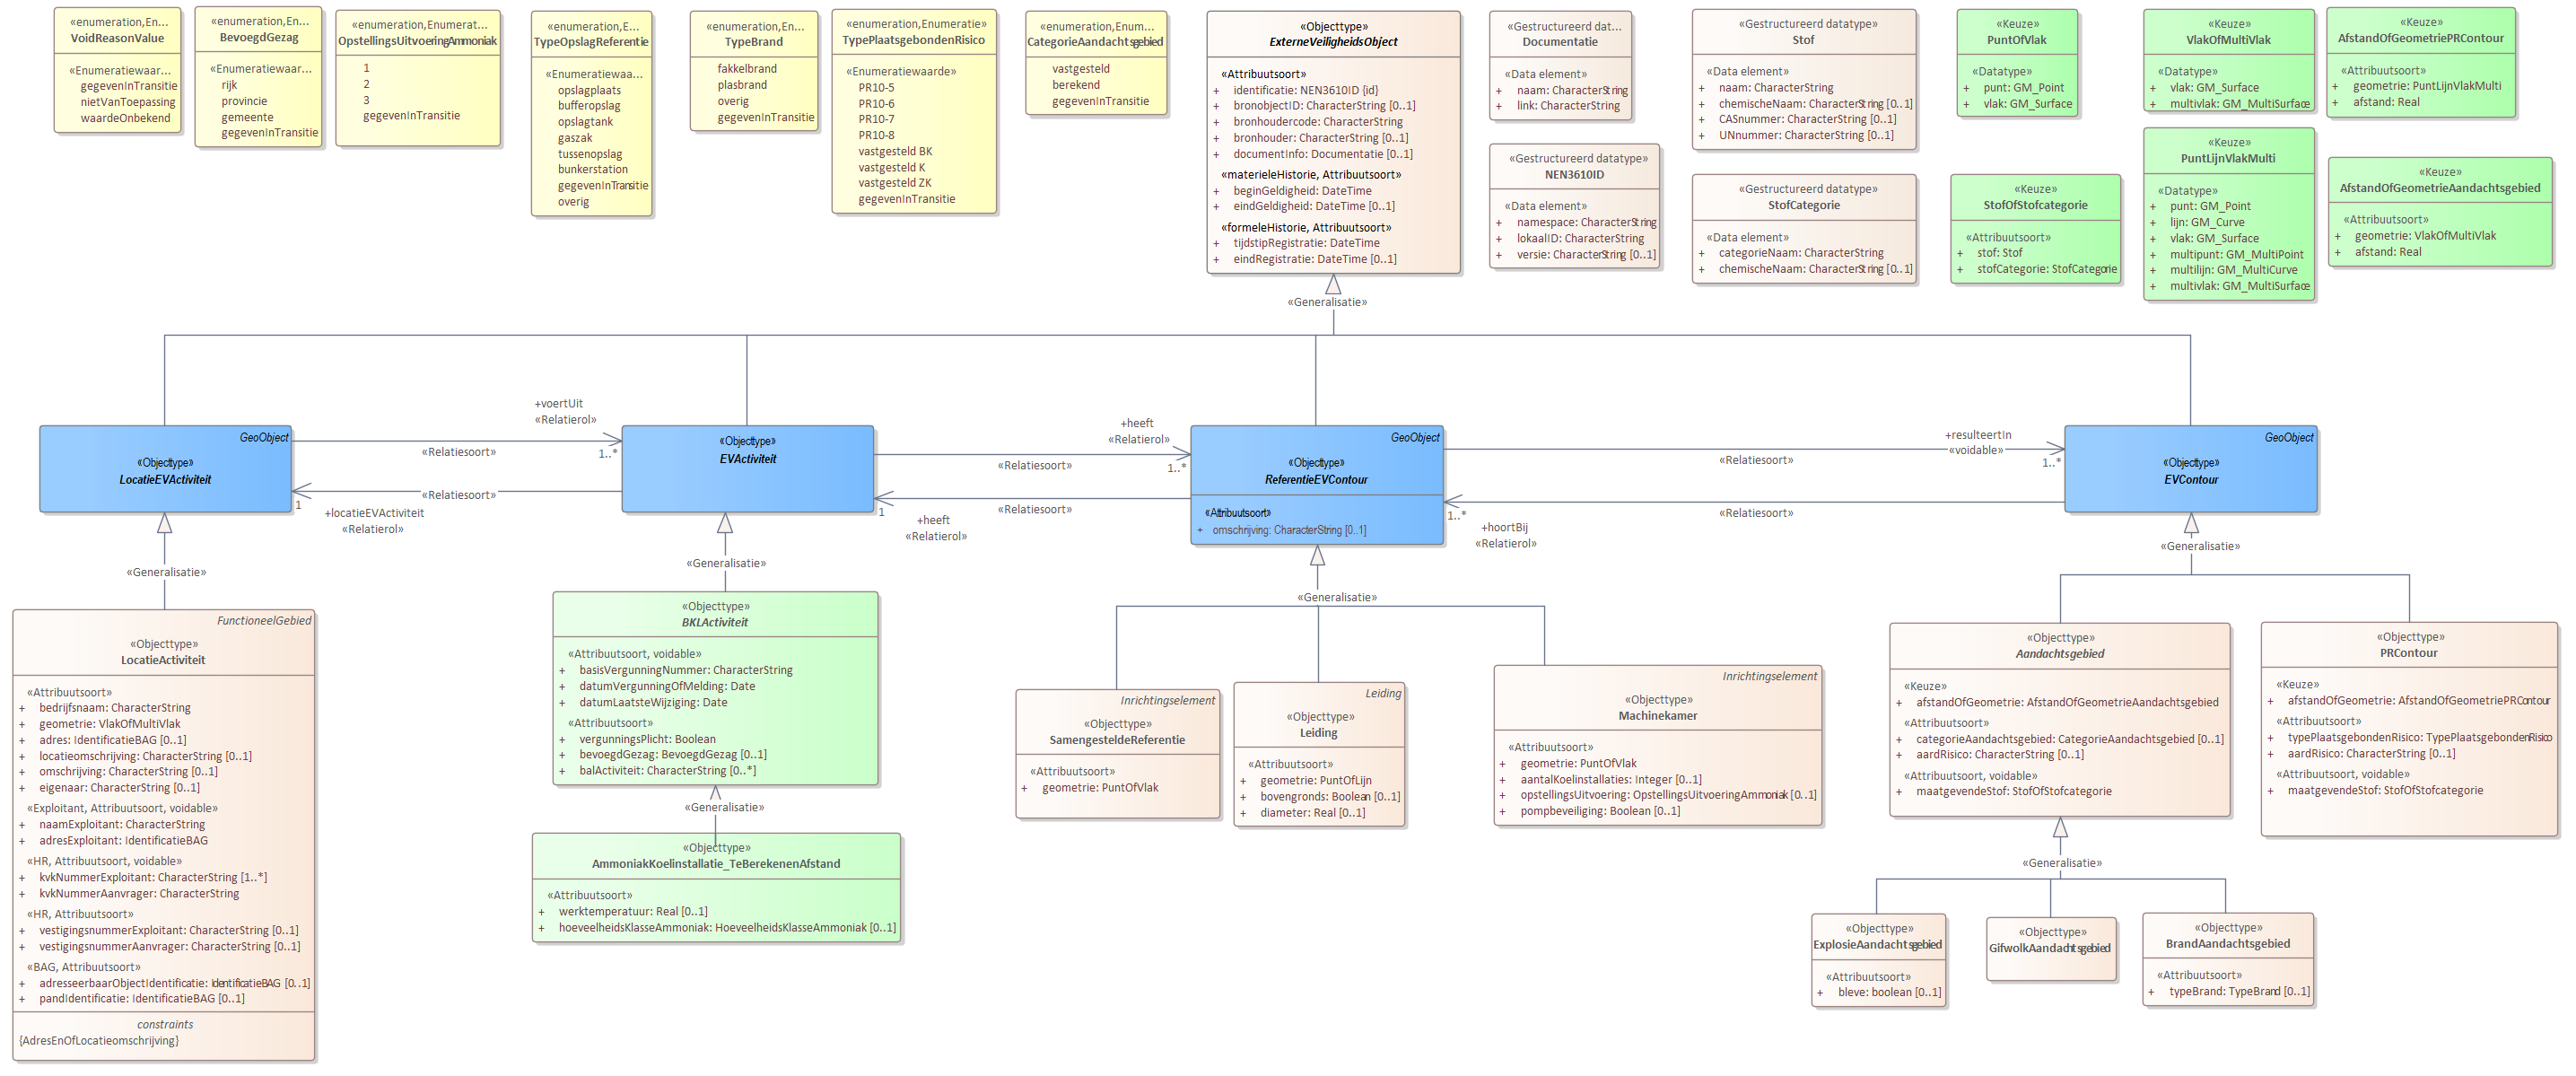 «enumeration,En...
VoidReasonValue
«Enumeratiewaar...
gegevenInTransitie
nietVanToepassing
waardeOnbekend
«enumeration,En...
BevoegdGezag
«Enumeratiewaar...
rijk
provincie
gemeente
gegevenInTransitie
«enumeration,Enumerat...
OpstellingsUitvoeringAmmoniak
1
2
3
gegevenInTransitie
«enumeration,E...
TypeOpslagReferentie
«Enumeratiewaa...
opslagplaats
bufferopslag
opslagtank
gaszak
tussenopslag
bunkerstation
gegevenInTransitie
overig
«enumeration,En...
TypeBrand
fakkelbrand
plasbrand
overig
gegevenInTransitie
«enumeration,Enumeratie»
TypePlaatsgebondenRisico
«Enumeratiewaarde»
PR10-5
PR10-6
PR10-7
PR10-8
vastgesteld BK
vastgesteld K
vastgesteld ZK
gegevenInTransitie
«enumeration,Enum...
CategorieAandachtsgebied
vastgesteld
berekend
gegevenInTransitie
«Objecttype»
ExterneVeiligheidsObject
«Attribuutsoort»
+ identificatie: NEN3610ID {id}
+ bronobjectID: CharacterString [0..1]
+ bronhoudercode: CharacterString
+ bronhouder: CharacterString [0..1]
+ documentInfo: Documentatie [0..1]
«materieleHistorie, Attribuutsoort»
+ beginGeldigheid: DateTime
+ eindGeldigheid: DateTime [0..1]
«formeleHistorie, Attribuutsoort»
+ tijdstipRegistratie: DateTime
+ eindRegistratie: DateTime [0..1]
«Gestructureerd dat...
Documentatie
«Data element»
+ naam: CharacterString
+ link: CharacterString
«Gestructureerd datatype»
NEN3610ID
«Data element»
+ namespace: CharacterString
+ lokaalID: CharacterString
+ versie: CharacterString [0..1]
«Gestructureerd datatype»
Stof
«Data element»
+ naam: CharacterString
+ chemischeNaam: CharacterString [0..1]
+ CASnummer: CharacterString [0..1]
+ UNnummer: CharacterString [0..1]
«Gestructureerd datatype»
StofCategorie
«Data element»
+ categorieNaam: CharacterString
+ chemischeNaam: CharacterString [0..1]
«Keuze»
PuntOfVlak
«Datatype»
+ punt: GM_Point
+ vlak: GM_Surface
«Keuze»
StofOfStofcategorie
«Attribuutsoort»
+ stof: Stof
+ stofCategorie: StofCategorie
«Keuze»
VlakOfMultiVlak
«Datatype»
+ vlak: GM_Surface
+ multivlak: GM_MultiSurface
«Keuze»
PuntLijnVlakMulti
«Datatype»
+ punt: GM_Point
+ lijn: GM_Curve
+ vlak: GM_Surface
+ multipunt: GM_MultiPoint
+ multilijn: GM_MultiCurve
+ multivlak: GM_MultiSurface
«Keuze»
AfstandOfGeometriePRContour
«Attribuutsoort»
+ geometrie: PuntLijnVlakMulti
+ afstand: Real
«Keuze»
AfstandOfGeometrieAandachtsgebied
«Attribuutsoort»
+ geometrie: VlakOfMultiVlak
+ afstand: Real
«Generalisatie»
GeoObject
«Objecttype»
LocatieEVActiviteit
+voertUit
«Relatierol»
«Relatiesoort»
1..*
«Relatiesoort»
1
+locatieEVActiviteit
«Relatierol»
«Objecttype»
EVActiviteit
+heeft
«Relatierol»
«Relatiesoort»
1..*
«Relatiesoort»
1
+heeft
«Relatierol»
GeoObject
«Objecttype»
ReferentieEVContour
«Attribuutsoort»
+ omschrijving: CharacterString [0..1]
+resulteertIn
«voidable»
«Relatiesoort»
1..*
«Relatiesoort»
1..*
+hoortBij
«Relatierol»
GeoObject
«Objecttype»
EVContour
«Generalisatie»
«Generalisatie»
«Generalisatie»
«Generalisatie»
FunctioneelGebied
«Objecttype»
LocatieActiviteit
«Attribuutsoort»
+ bedrijfsnaam: CharacterString
+ geometrie: VlakOfMultiVlak
+ adres: IdentificatieBAG [0..1]
+ locatieomschrijving: CharacterString [0..1]
+ omschrijving: CharacterString [0..1]
+ eigenaar: CharacterString [0..1]
«Exploitant, Attribuutsoort, voidable»
+ naamExploitant: CharacterString
+ adresExploitant: IdentificatieBAG
«HR, Attribuutsoort, voidable»
+ kvkNummerExploitant: CharacterString [1..*]
+ kvkNummerAanvrager: CharacterString
«HR, Attribuutsoort»
+ vestigingsnummerExploitant: CharacterString [0..1]
+ vestigingsnummerAanvrager: CharacterString [0..1]
«BAG, Attribuutsoort»
+ adresseerbaarObjectIdentificatie: IdentificatieBAG [0..1]
+ pandIdentificatie: IdentificatieBAG [0..1]
constraints
{AdresEnOfLocatieomschrijving}
«Objecttype»
BKLActiviteit
«Attribuutsoort, voidable»
+ basisVergunningNummer: CharacterString
+ datumVergunningOfMelding: Date
+ datumLaatsteWijziging: Date
«Attribuutsoort»
+ vergunningsPlicht: Boolean
+ bevoegdGezag: BevoegdGezag [0..1]
+ balActiviteit: CharacterString [0..*]
«Generalisatie»
«Objecttype»
AmmoniakKoelinstallatie_TeBerekenenAfstand
«Attribuutsoort»
+ werktemperatuur: Real [0..1]
+ hoeveelheidsKlasseAmmoniak: HoeveelheidsKlasseAmmoniak [0..1]
Inrichtingselement
«Objecttype»
SamengesteldeReferentie
«Attribuutsoort»
+ geometrie: PuntOfVlak
Leiding
«Objecttype»
Leiding
«Attribuutsoort»
+ geometrie: PuntOfLijn
+ bovengronds: Boolean [0..1]
+ diameter: Real [0..1]
Inrichtingselement
«Objecttype»
Machinekamer
«Attribuutsoort»
+ geometrie: PuntOfVlak
+ aantalKoelinstallaties: Integer [0..1]
+ opstellingsUitvoering: OpstellingsUitvoeringAmmoniak [0..1]
+ pompbeveiliging: Boolean [0..1]
«Objecttype»
Aandachtsgebied
«Keuze»
+ afstandOfGeometrie: AfstandOfGeometrieAandachtsgebied
«Attribuutsoort»
+ categorieAandachtsgebied: CategorieAandachtsgebied [0..1]
+ aardRisico: CharacterString [0..1]
«Attribuutsoort, voidable»
+ maatgevendeStof: StofOfStofcategorie
«Objecttype»
PRContour
«Keuze»
+ afstandOfGeometrie: AfstandOfGeometriePRContour
«Attribuutsoort»
+ typePlaatsgebondenRisico: TypePlaatsgebondenRisico
+ aardRisico: CharacterString [0..1]
«Attribuutsoort, voidable»
+ maatgevendeStof: StofOfStofcategorie
«Generalisatie»
«Objecttype»
ExplosieAandachtsgebied
«Attribuutsoort»
+ bleve: boolean [0..1]
«Objecttype»
GifwolkAandachtsgebied
«Objecttype»
BrandAandachtsgebied
«Attribuutsoort»
+ typeBrand: TypeBrand [0..1]